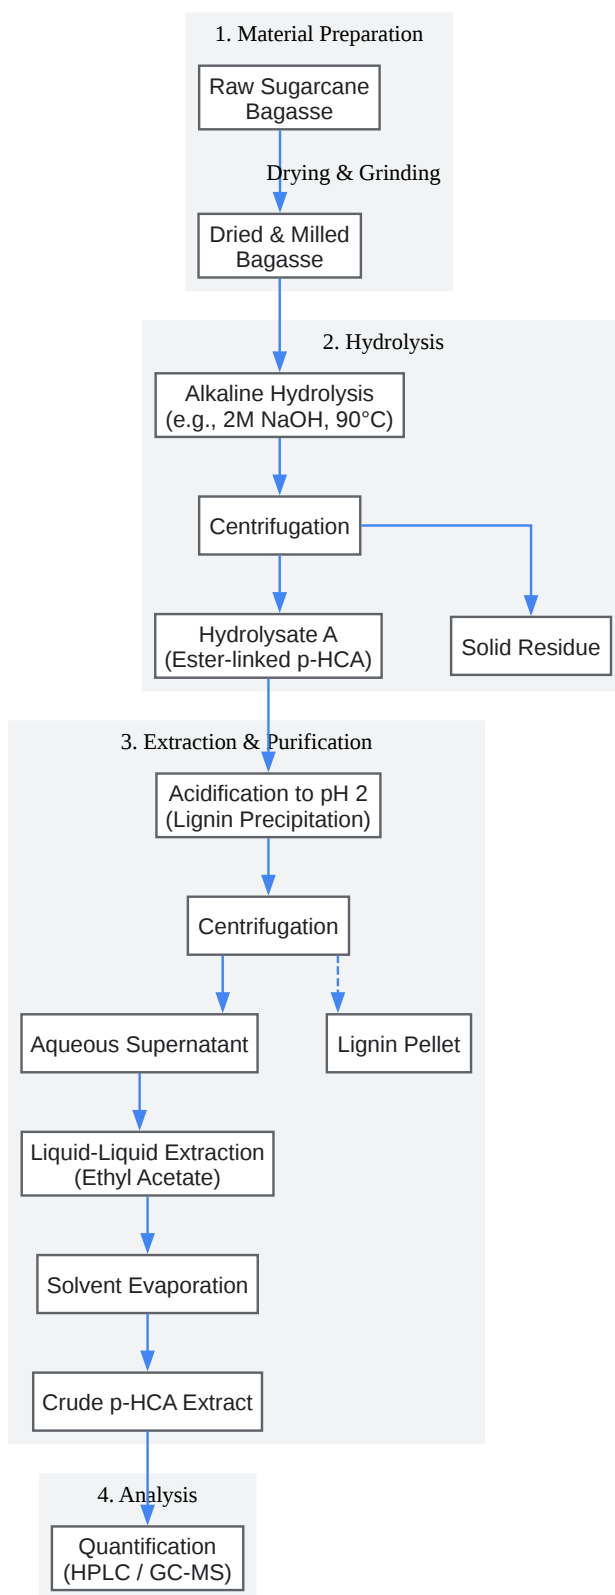 1. Material Preparation
Raw Sugarcane
Bagasse
Drying & Grinding
Dried & Milled
Bagasse
2. Hydrolysis
Alkaline Hydrolysis
(e.g., 2M NaOH, 90°C)
Centrifugation
Hydrolysate A
(Ester-linked p-HCA)
Solid Residue
3. Extraction & Purification
Acidification to pH 2
(Lignin Precipitation)
Centrifugation
Aqueous Supernatant
Lignin Pellet
Liquid-Liquid Extraction
(Ethyl Acetate)
Solvent Evaporation
Crude p-HCA Extract
4. Analysis
Quantification
(HPLC / GC-MS)